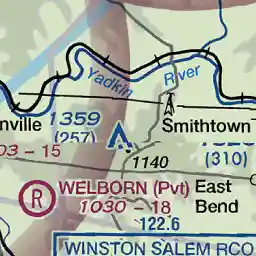 Yadkin River
1359
nville
(257)
Smithtown
(310)
03 - 15
1140
R
WELBORN (Pvt)
East
Bend
1030 - 18
122.6
WINSTON SALEM RCO